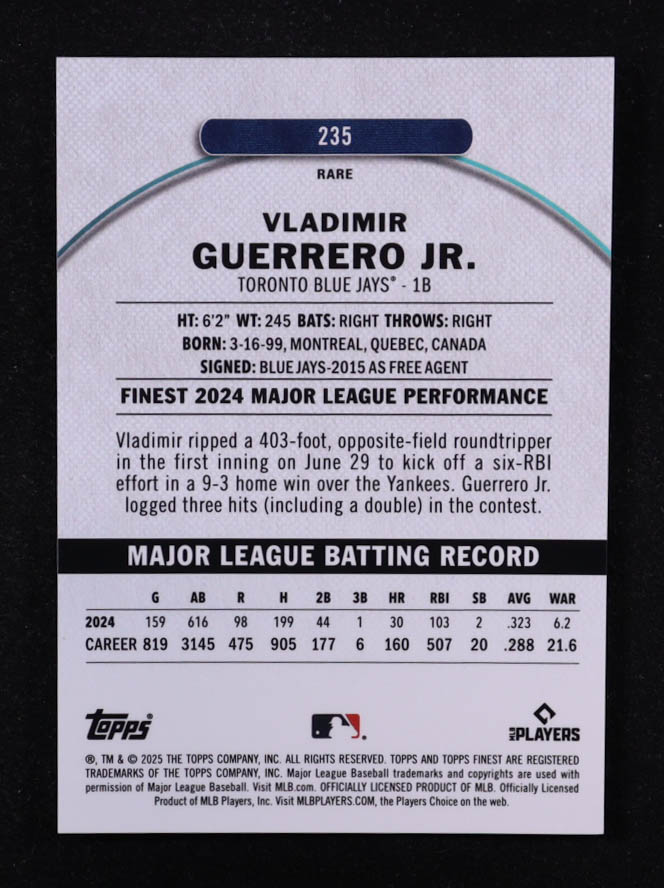 235
RARE
VLADIMIR
GUERRERO JR.
TORONTO BLUE JAYS® - 1B
HT: 6'2" WT: 245 BATS: RIGHT THROWS: RIGHT
BORN: 3-16-99, MONTREAL, QUEBEC, CANADA
SIGNED: BLUE JAYS-2015 AS FREE AGENT
FINEST 2024 MAJOR LEAGUE PERFORMANCE
Vladimir ripped a 403-foot, opposite-field roundtripper
in the first inning on June 29 to kick off a six-RBI
effort in a 9-3 home win over the Yankees. Guerrero Jr.
logged three hits (including a double) in the contest.
MAJOR LEAGUE BATTING RECORD
G AB R H 2B 3B HR RBI SB AVG WAR
2024 159 616 98 199 44 1 30 103 2 .323 6.2
CAREER 819 3145 475 905 177 6 160 507 20 .288 21.6
Topps®
MLB PLAYERS
®, TM & © 2025 THE TOPPS COMPANY, INC. ALL RIGHTS RESERVED. TOPPS AND TOPPS FINEST ARE REGISTERED
TRADEMARKS OF THE TOPPS COMPANY, INC. Major League Baseball trademarks and copyrights are used with
permission of Major League Baseball. Visit MLB.com. OFFICIALLY LICENSED PRODUCT OF MLB. Officially Licensed
Product of MLB Players, Inc. Visit MLBPLAYERS.COM, the Players Choice on the web.